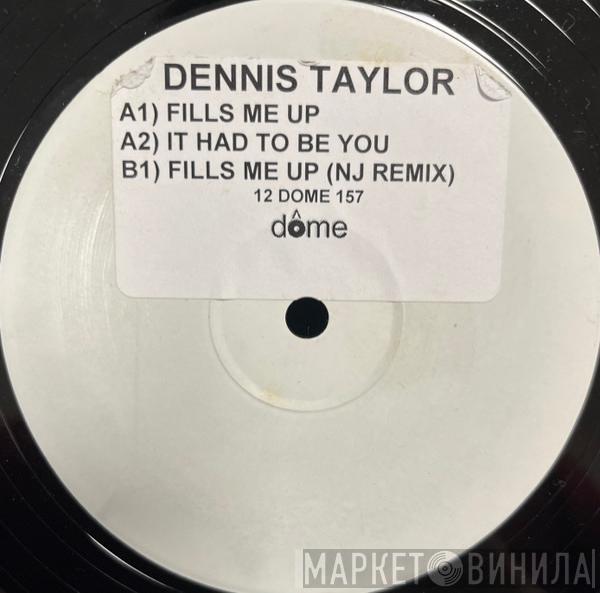 DENNIS TAYLOR
A1) FILLS ME UP
A2) IT HAD TO BE YOU
B1) FILLS ME UP (NJ REMIX)
12 DOME 157
dôme
МАРКЕТ ВИНИЛА